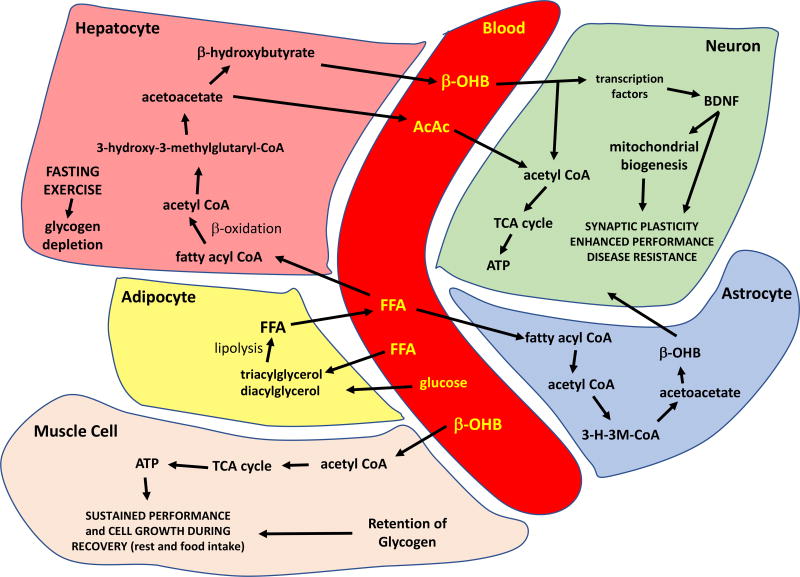 Hepatocyte
β-hydroxybutyrate
acetoacetate
3-hydroxy-3-methylglutaryl-CoA
FASTING
EXERCISE
glycogen
depletion
acetyl CoA
β-oxidation
fatty acyl CoA
Blood
β-OHB
AcAc
FFA
FFA
glucose
β-OHB
Neuron
transcription
factors
BDNF
mitochondrial
biogenesis
acetyl CoA
TCA cycle
ATP
SYNAPTIC PLASTICITY
ENHANCED PERFORMANCE
DISEASE RESISTANCE
Adipocyte
FFA
lipolysis
triacylglycerol
diacylglycerol
Astrocyte
fatty acyl CoA
acetyl CoA
3-H-3M-CoA
acetoacetate
β-OHB
Muscle Cell
ATP
TCA cycle
acetyl CoA
SUSTAINED PERFORMANCE
and CELL GROWTH DURING
RECOVERY (rest and food intake)
Retention of
Glycogen